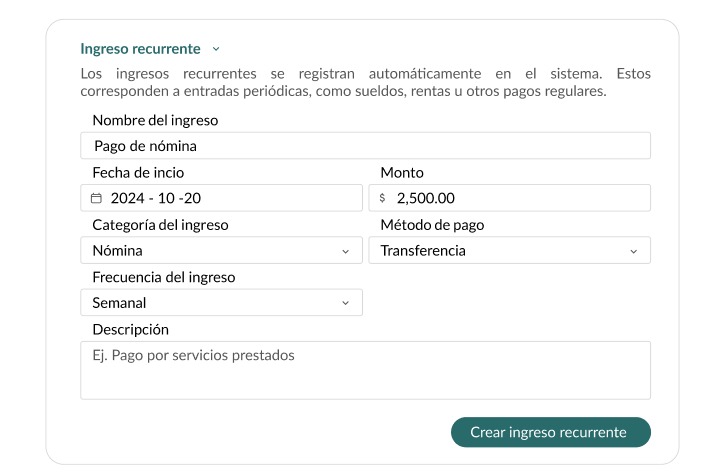 Ingreso recurrente
Los ingresos recurrentes se registran automáticamente en el sistema. Estos
corresponden a entradas periódicas, como sueldos, rentas u otros pagos regulares.
Nombre del ingreso
Pago de nómina
Fecha de incio Monto
2024 - 10 -20 $ 2,500.00
Categoría del ingreso Método de pago
Nómina Transferencia
Frecuencia del ingreso
Semanal
Descripción
Ej. Pago por servicios prestados
Crear ingreso recurrente